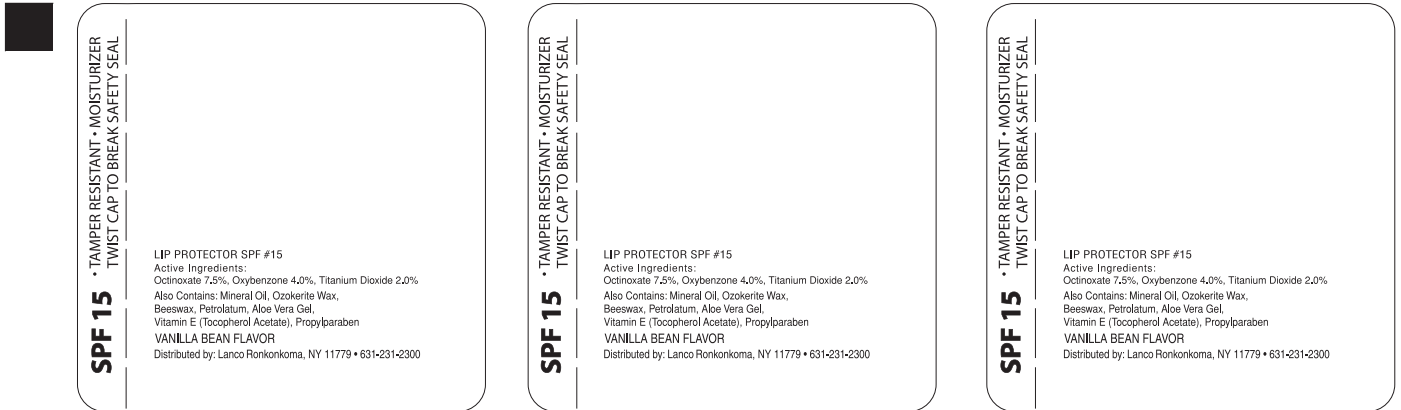 SPF 15 • TAMPER RESISTANT • MOISTURIZER
TWIST CAP TO BREAK SAFETY SEAL
LIP PROTECTOR SPF #15
Active Ingredients:
Octinoxate 7.5%, Oxybenzone 4.0%, Titanium Dioxide 2.0%
Also Contains: Mineral Oil, Ozokerite Wax,
Beeswax, Petrolatum, Aloe Vera Gel,
Vitamin E (Tocopherol Acetate), Propylparaben
VANILLA BEAN FLAVOR
Distributed by: Lanco Ronkonkoma, NY 11779 • 631-231-2300
SPF 15 • TAMPER RESISTANT • MOISTURIZER
TWIST CAP TO BREAK SAFETY SEAL
LIP PROTECTOR SPF #15
Active Ingredients:
Octinoxate 7.5%, Oxybenzone 4.0%, Titanium Dioxide 2.0%
Also Contains: Mineral Oil, Ozokerite Wax,
Beeswax, Petrolatum, Aloe Vera Gel,
Vitamin E (Tocopherol Acetate), Propylparaben
VANILLA BEAN FLAVOR
Distributed by: Lanco Ronkonkoma, NY 11779 • 631-231-2300
SPF 15 • TAMPER RESISTANT • MOISTURIZER
TWIST CAP TO BREAK SAFETY SEAL
LIP PROTECTOR SPF #15
Active Ingredients:
Octinoxate 7.5%, Oxybenzone 4.0%, Titanium Dioxide 2.0%
Also Contains: Mineral Oil, Ozokerite Wax,
Beeswax, Petrolatum, Aloe Vera Gel,
Vitamin E (Tocopherol Acetate), Propylparaben
VANILLA BEAN FLAVOR
Distributed by: Lanco Ronkonkoma, NY 11779 • 631-231-2300